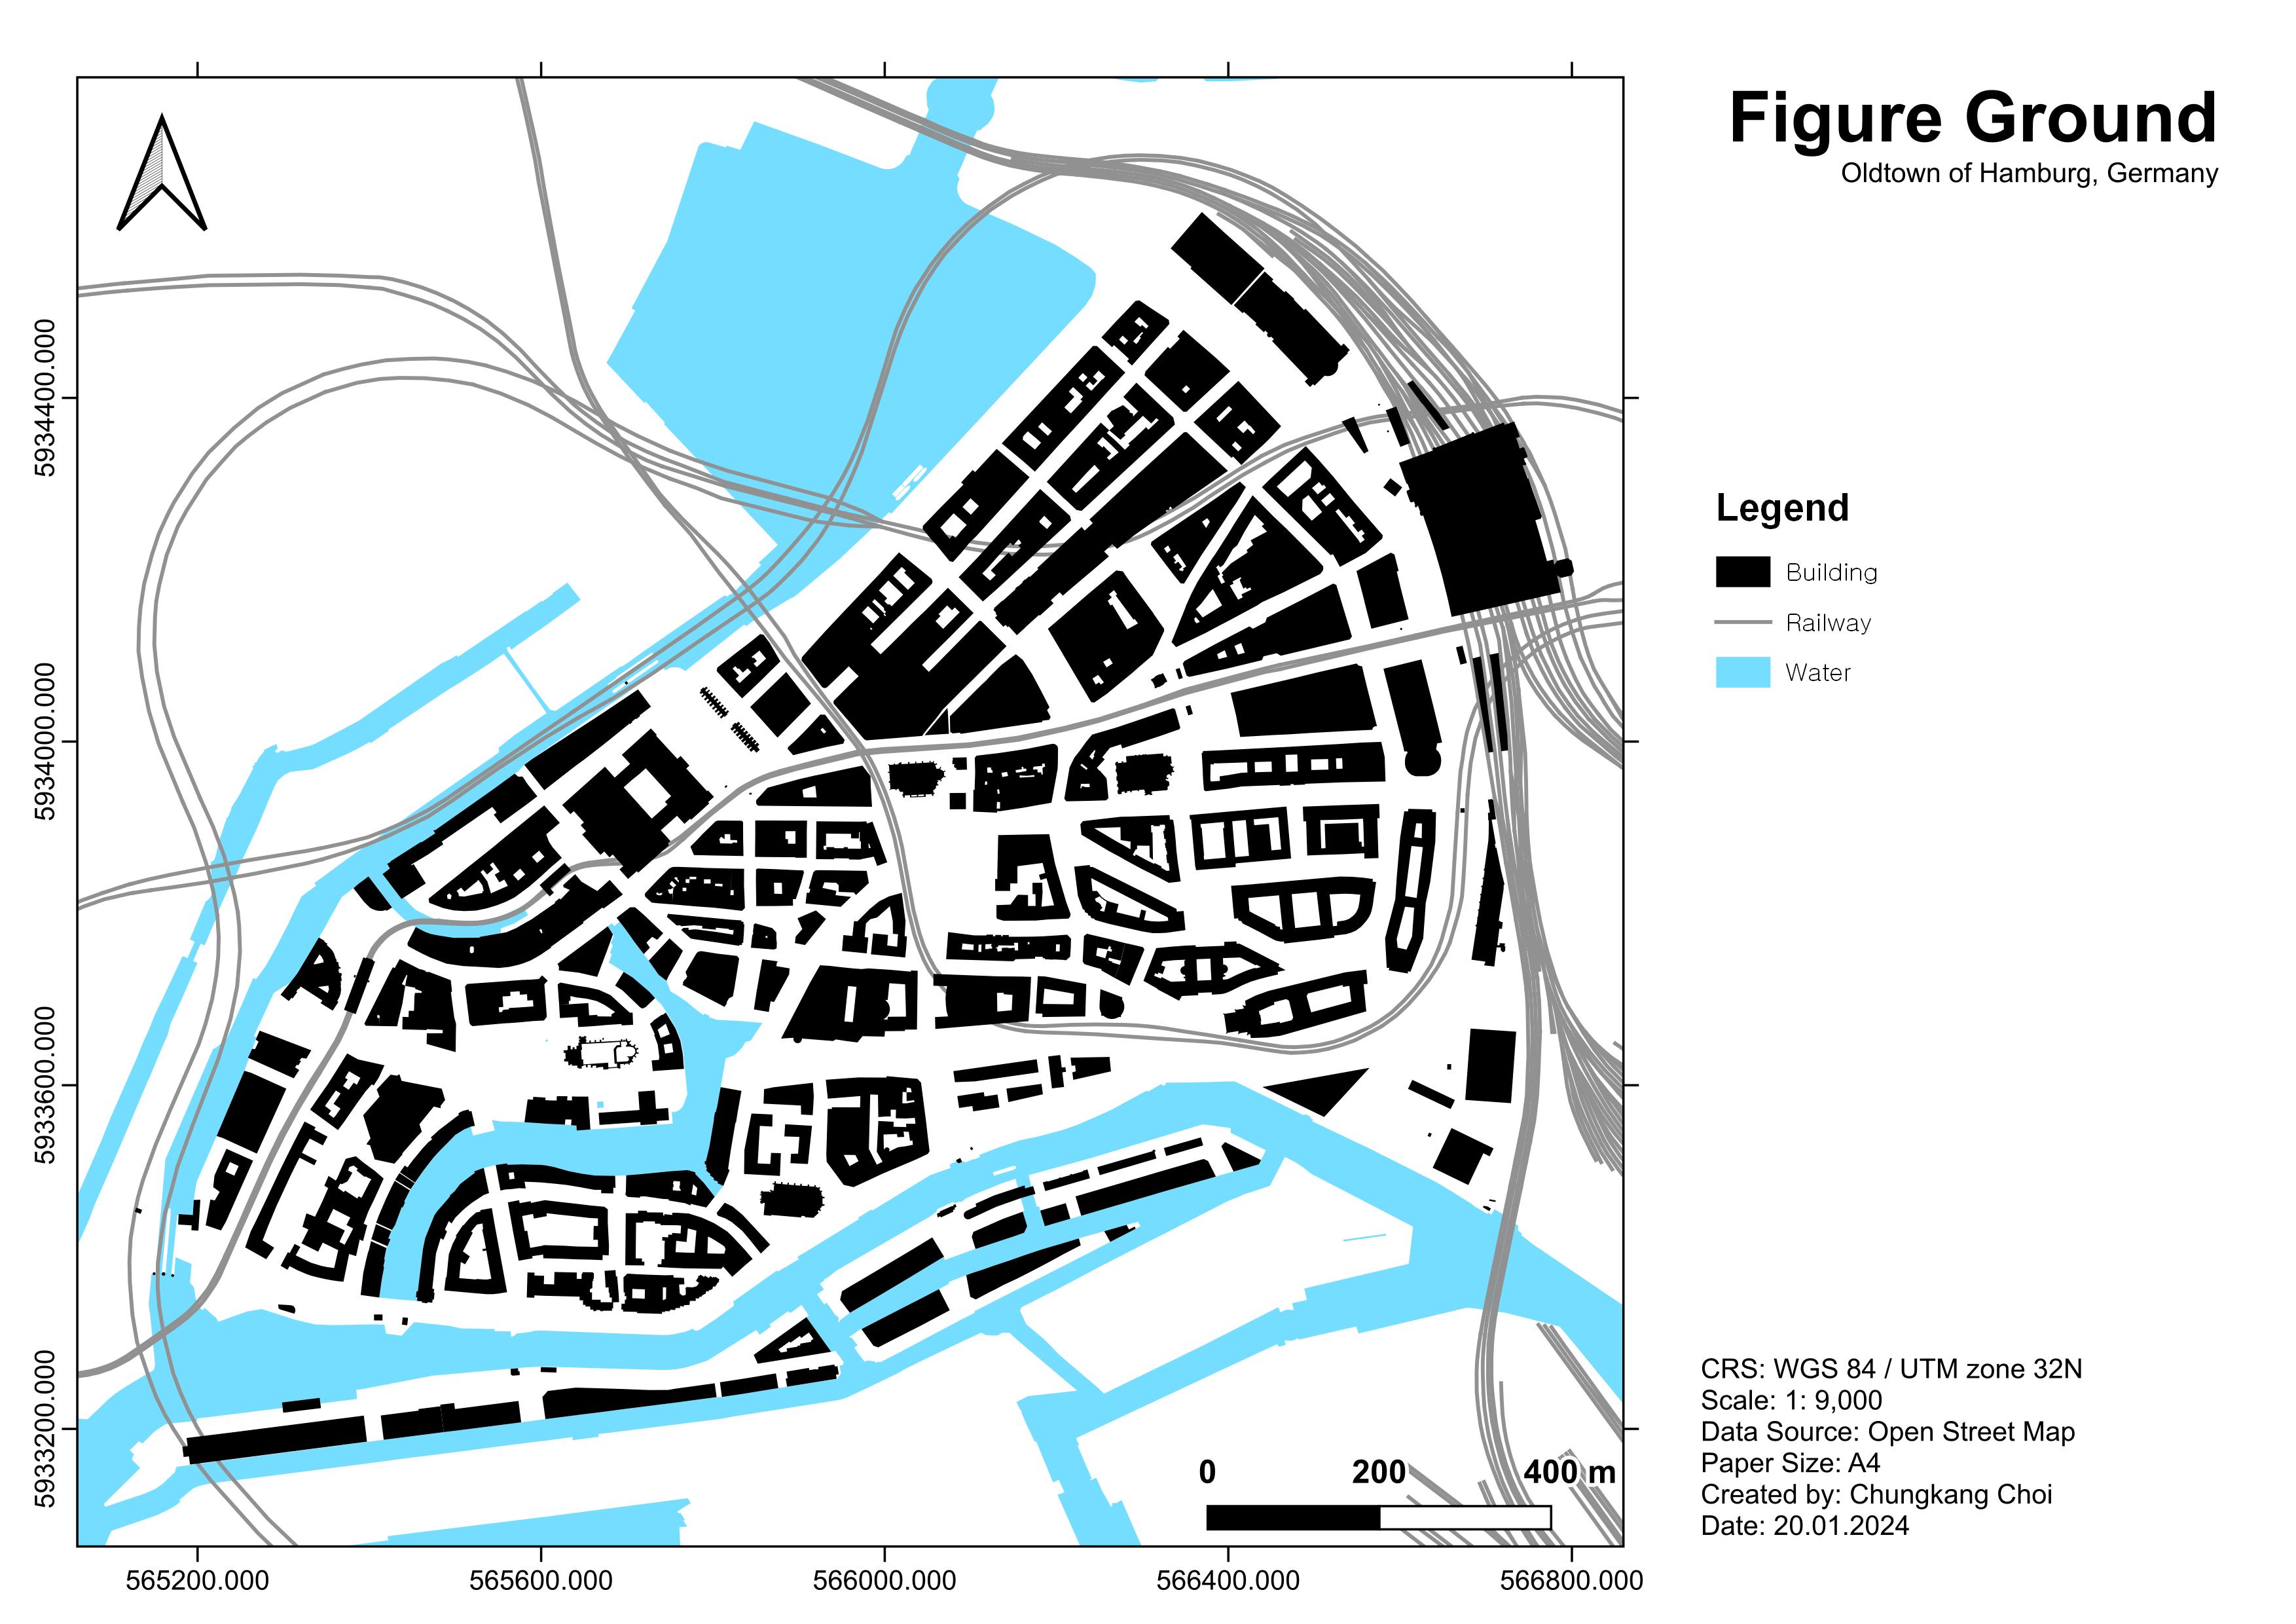 Figure Ground
Oldtown of Hamburg, Germany
Legend
Building
Railway
Water
5934400.000
5934000.000
5933600.000
5933200.000
0 200 400 m
565200.000 565600.000 566000.000 566400.000 566800.000
CRS: WGS 84 / UTM zone 32N
Scale: 1: 9,000
Data Source: Open Street Map
Paper Size: A4
Created by: Chungkang Choi
Date: 20.01.2024